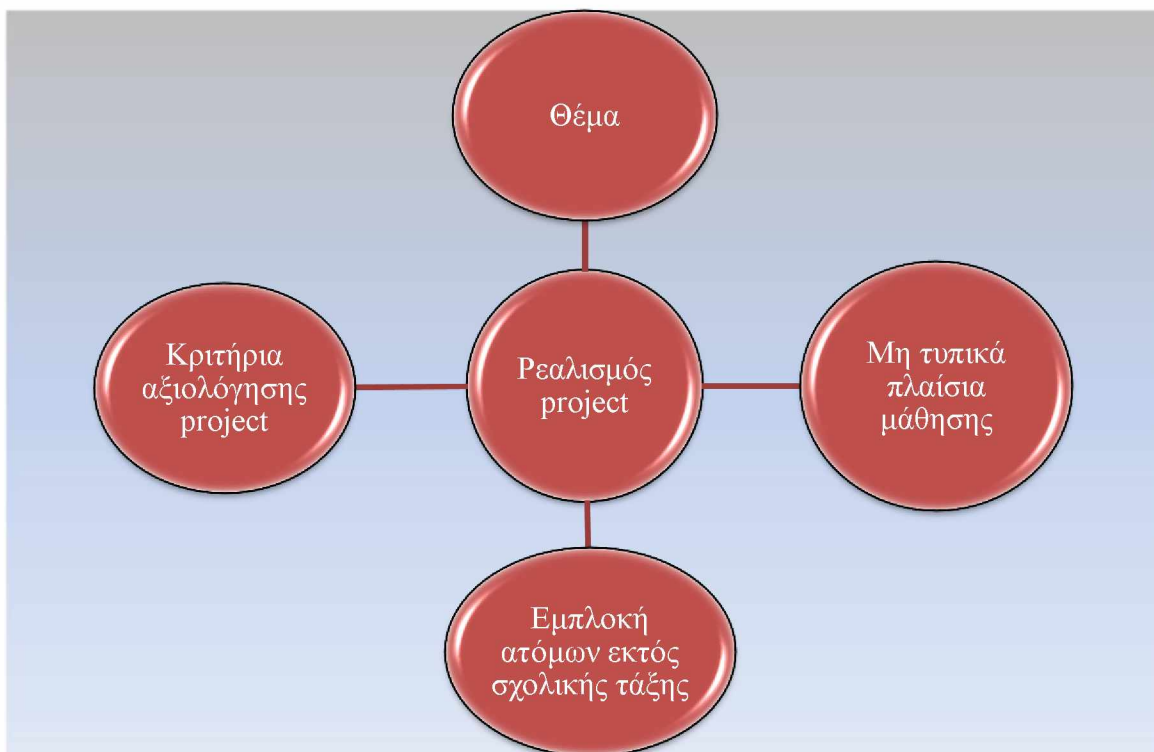 Θέμα
Κριτήρια
αξιολόγησης
project
Ρεαλισμός
project
Μη τυπικά
πλαίσια
μάθησης
Εμπλοκή
ατόμων εκτός
σχολικής τάξης